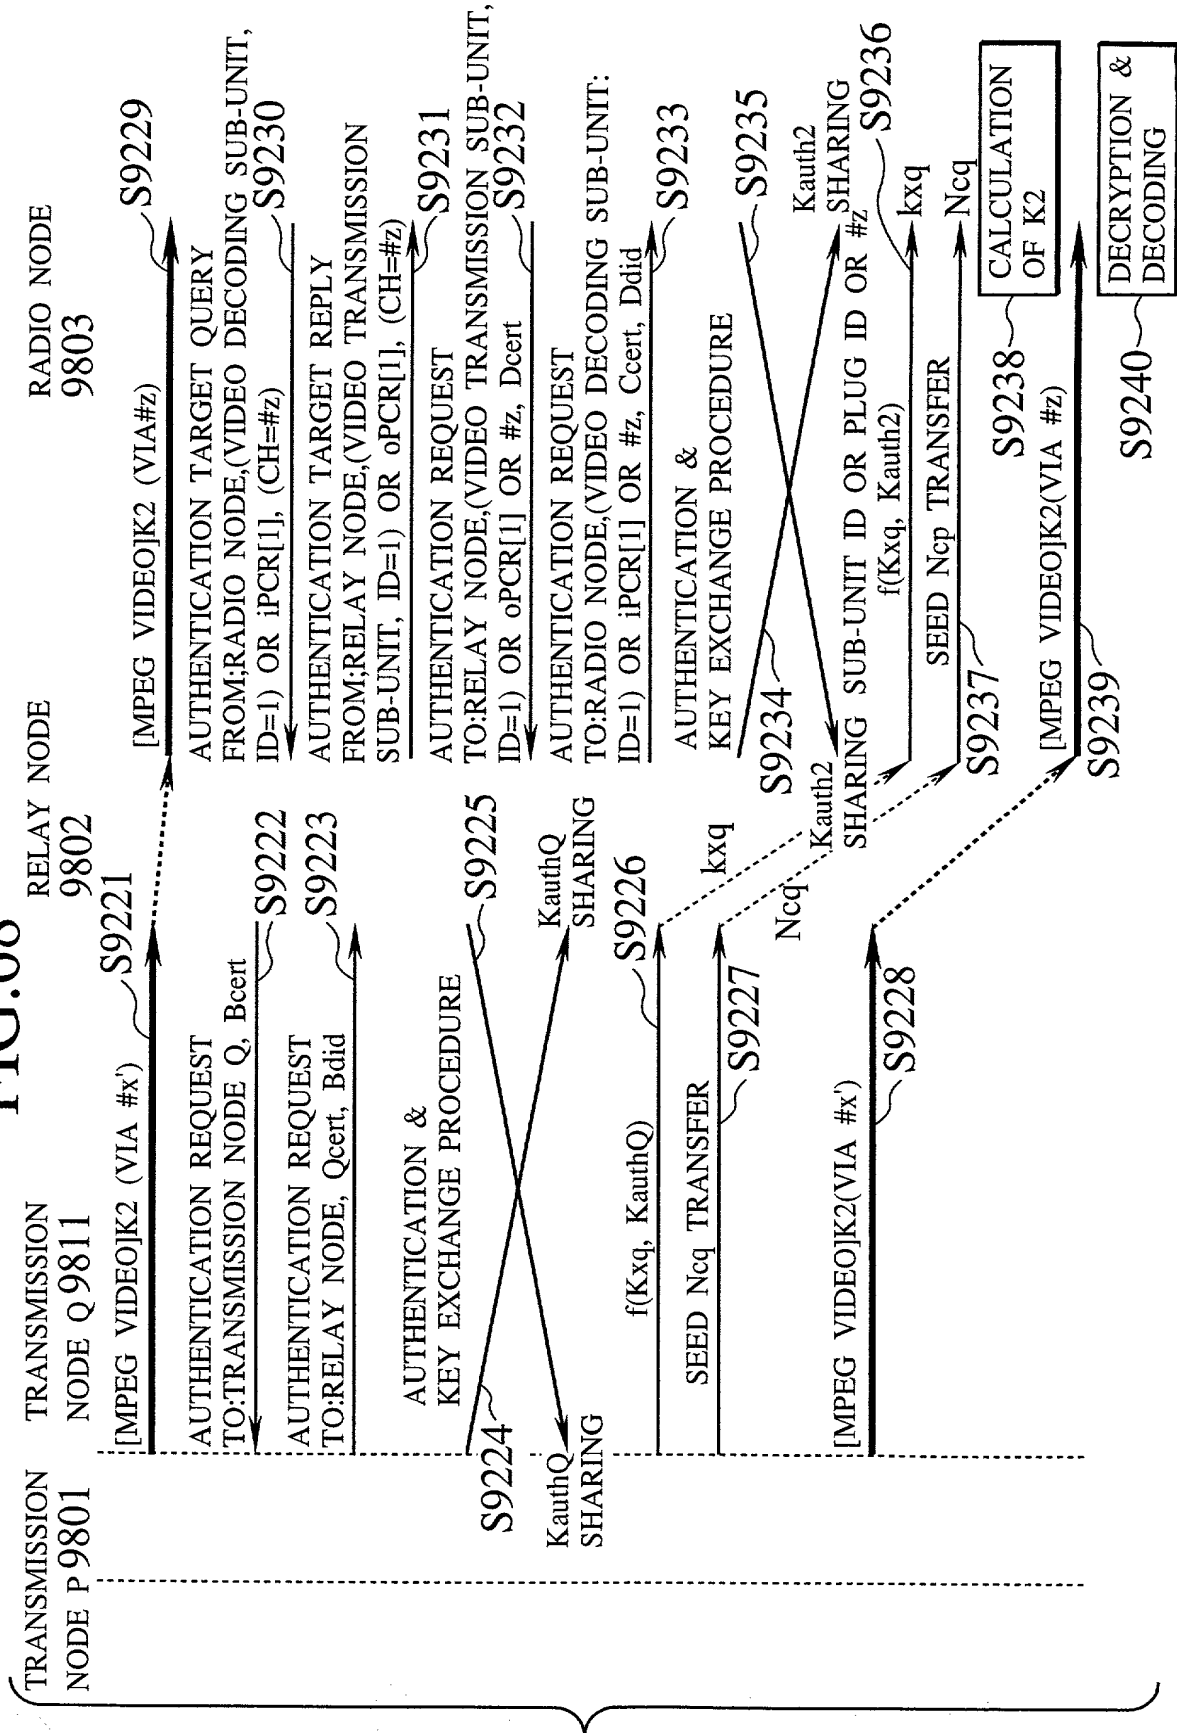 TRANSMISSION
NODE P 9801
TRANSMISSION
NODE Q 9811
RELAY NODE
9802
RADIO NODE
9803
[MPEG VIDEO]K2 (VIA #x')
S9221
AUTHENTICATION REQUEST
TO:TRANSMISSION NODE Q, Bcert
S9222
AUTHENTICATION REQUEST
TO:RELAY NODE, Qcert, Bdid
S9223
AUTHENTICATION &
KEY EXCHANGE PROCEDURE
S9224
S9225
KauthQ
SHARING
KauthQ
SHARING
f(Kxq, KauthQ)
S9226
kxq
SEED Ncq TRANSFER
S9227
Ncq
[MPEG VIDEO]K2(VIA #x')
S9228
[MPEG VIDEO]K2 (VIA#z)
S9229
AUTHENTICATION TARGET QUERY
FROM;RADIO NODE,(VIDEO DECODING SUB-UNIT,
ID=1) OR iPCR[1], (CH=#z)
S9230
AUTHENTICATION TARGET REPLY
FROM;RELAY NODE,(VIDEO TRANSMISSION
SUB-UNIT, ID=1) OR oPCR[1], (CH=#z)
S9231
AUTHENTICATION REQUEST
TO:RELAY NODE,(VIDEO TRANSMISSION SUB-UNIT,
ID=1) OR oPCR[1] OR #z, Dcert
S9232
AUTHENTICATION REQUEST
TO:RADIO NODE,(VIDEO DECODING SUB-UNIT:
ID=1) OR iPCR[1] OR #z, Ccert, Ddid
S9233
AUTHENTICATION &
KEY EXCHANGE PROCEDURE
S9234
S9235
Kauth2
SHARING
Kauth2
SHARING
SUB-UNIT ID OR PLUG ID OR #z
f(Kxq, Kauth2)
S9236
kxq
SEED Ncp TRANSFER
S9237
Ncq
S9238
CALCULATION
OF K2
[MPEG VIDEO]K2(VIA #z)
S9239
S9240
DECRYPTION &
DECODING